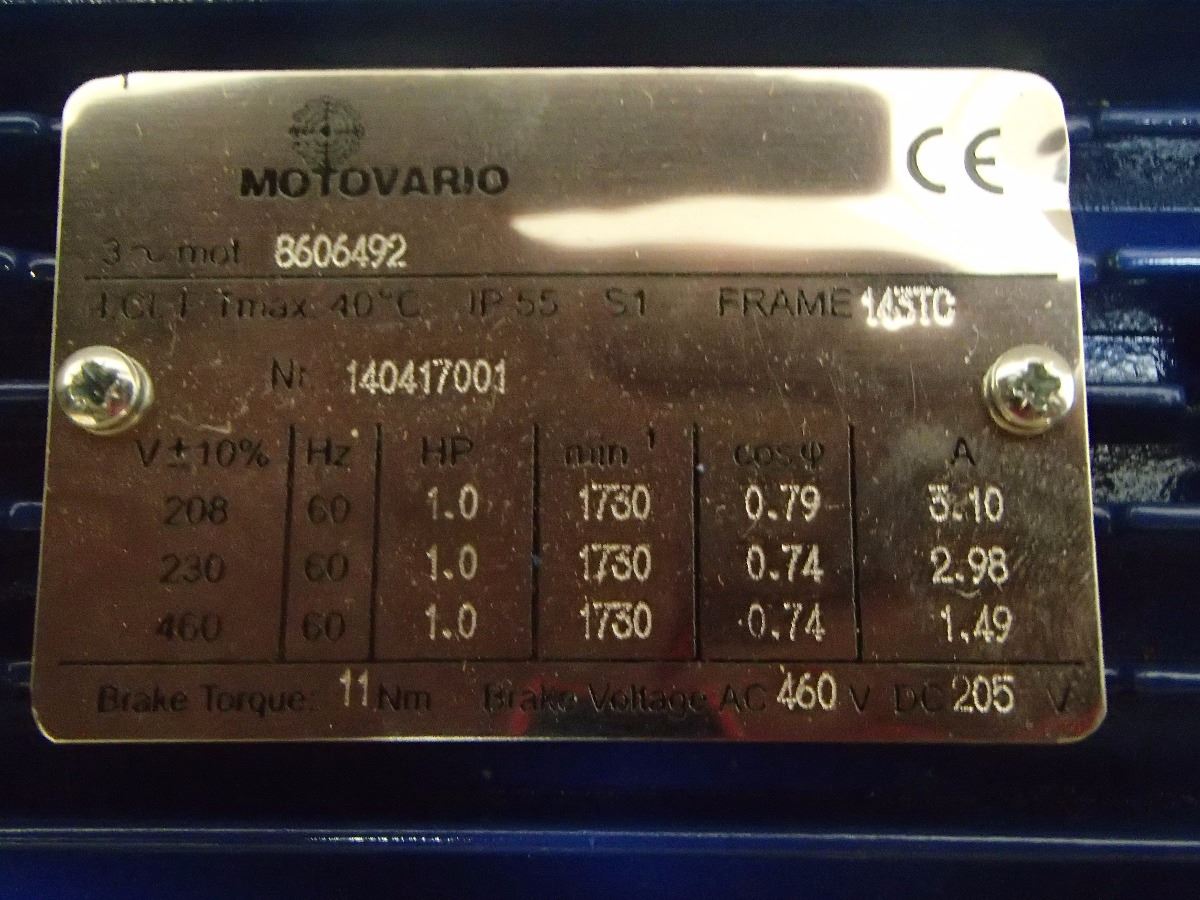 MOTOVARIO
CE
3 ~ mot 8606492
I.Cl. F Tmax 40°C IP 55 S1 FRAME 143TC
Nr 140417001
V ± 10% Hz HP min⁻¹ cosφ A
208 60 1.0 1730 0.79 3.10
230 60 1.0 1730 0.74 2.98
460 60 1.0 1730 0.74 1.49
Brake Torque: 11 Nm Brake Voltage AC 460 V DC 205 V